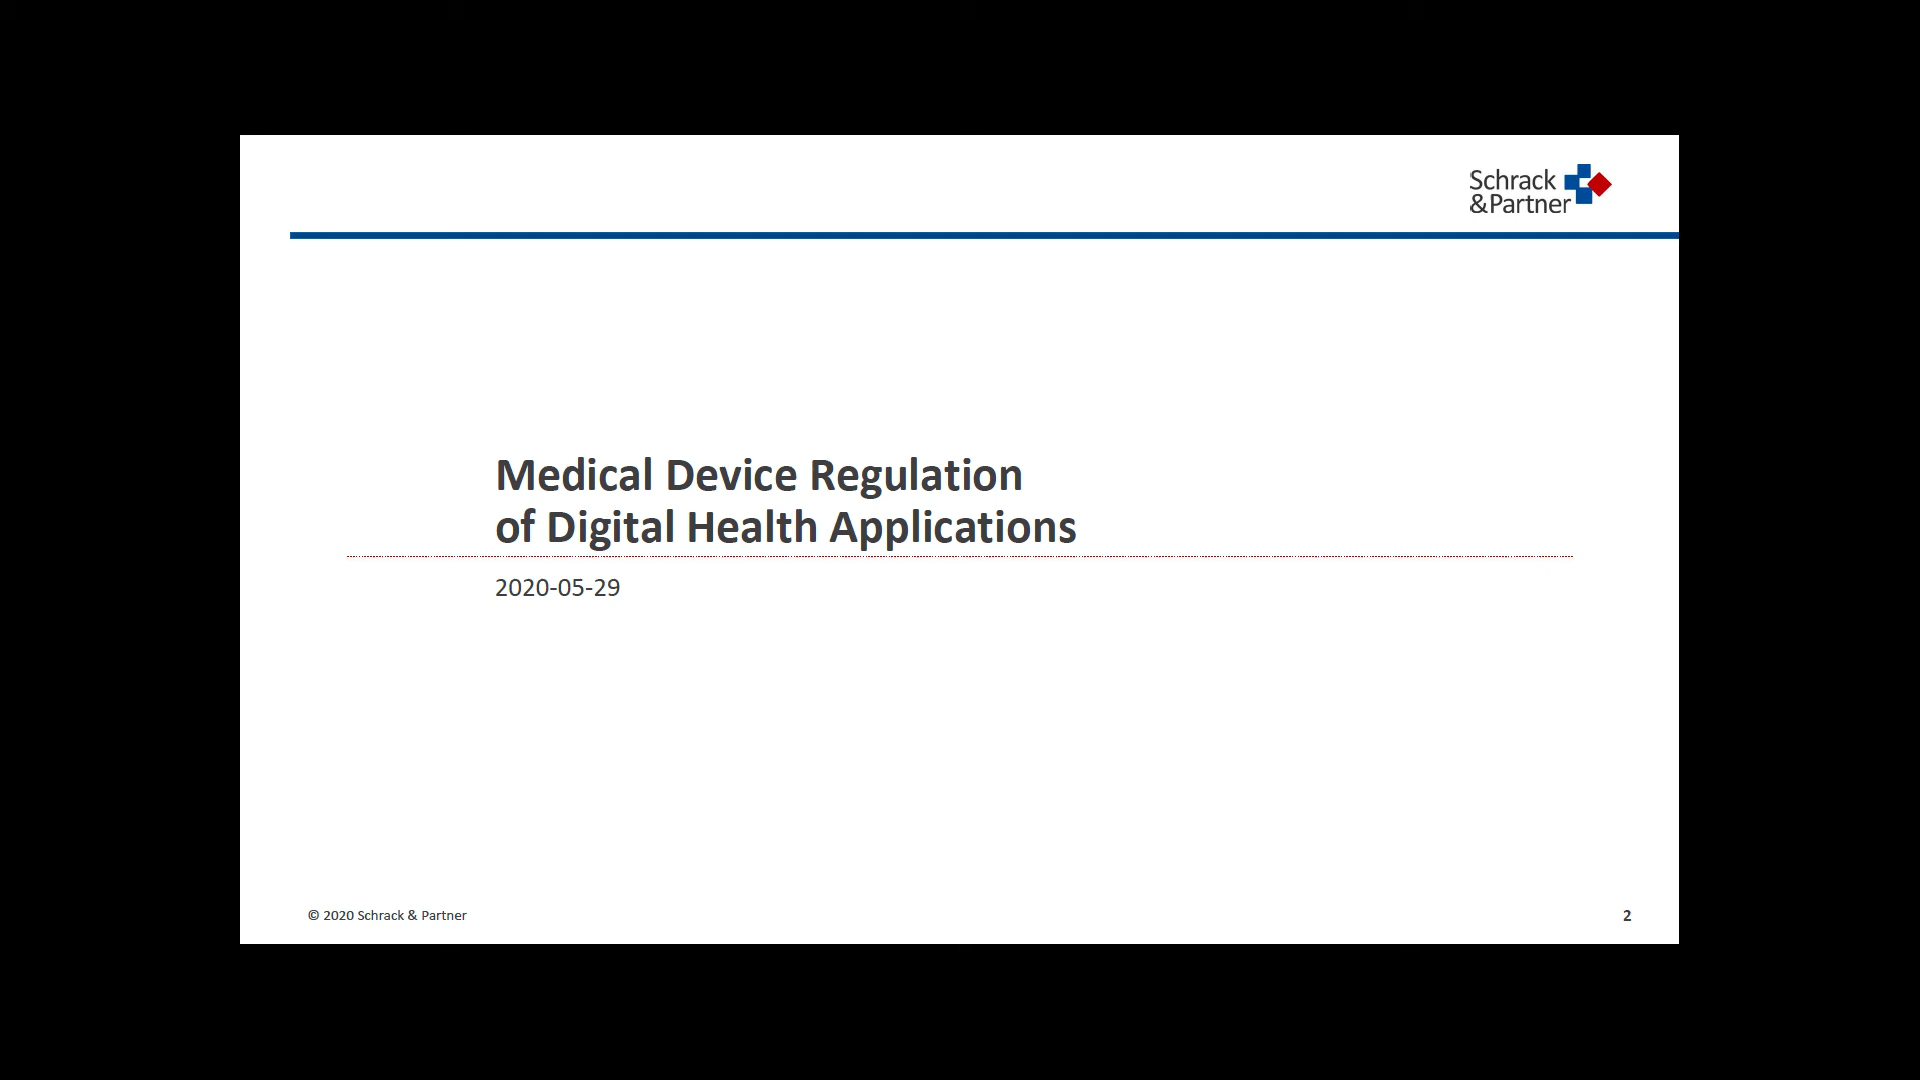 Schrack
&Partner
Medical Device Regulation
of Digital Health Applications
2020-05-29
© 2020 Schrack & Partner
2